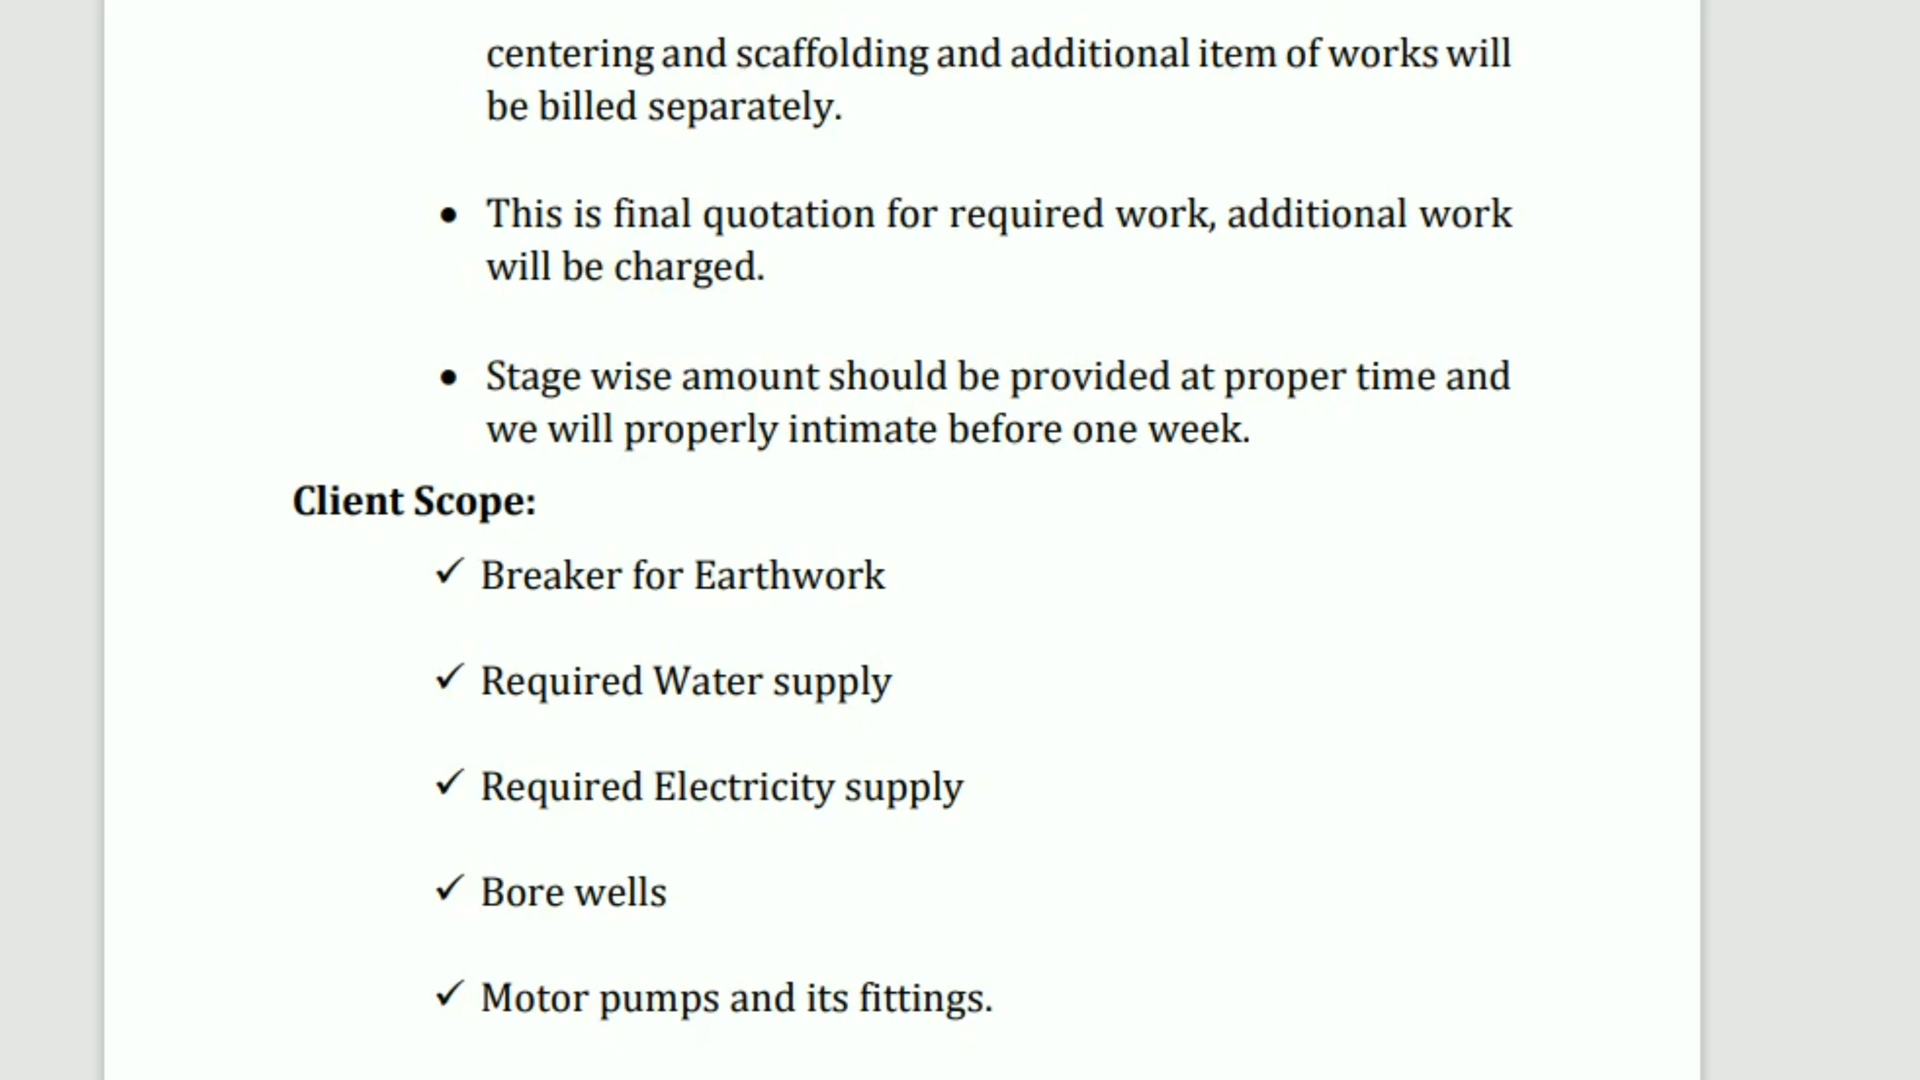 centering and scaffolding and additional item of works will
be billed separately.
• This is final quotation for required work, additional work
will be charged.
• Stage wise amount should be provided at proper time and
we will properly intimate before one week.
Client Scope:
✓ Breaker for Earthwork
✓ Required Water supply
✓ Required Electricity supply
✓ Bore wells
✓ Motor pumps and its fittings.